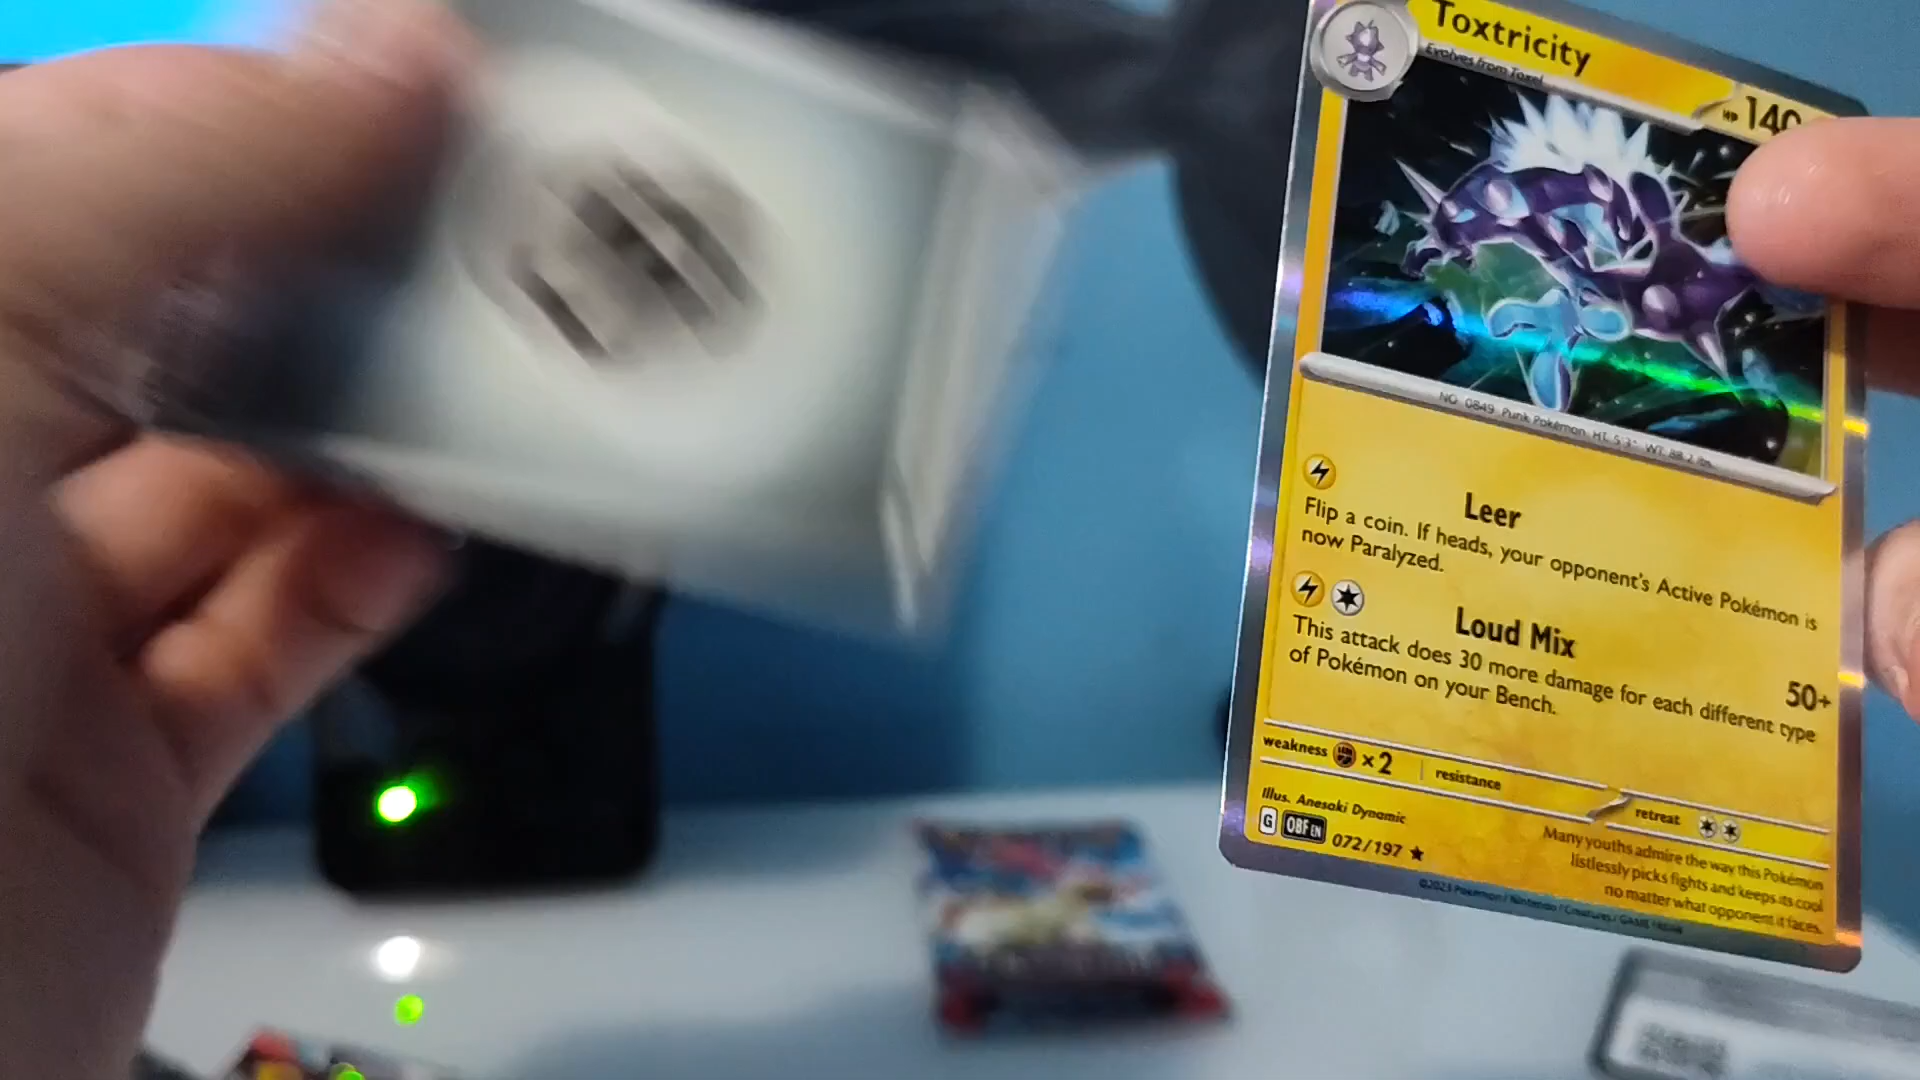 Toxtricity
Evolves from Toxel
HP 140
NO. 0849 Punk Pokémon HT: 5'3" WT: 88.2 lbs.
Leer
Flip a coin. If heads, your opponent's Active Pokémon is
now Paralyzed.
Loud Mix
50+
This attack does 30 more damage for each different type
of Pokémon on your Bench.
weakness ×2 resistance
retreat
Illus. Anesaki Dynamic
G OBF EN 072/197 ★
Many youths admire the way this Pokémon
listlessly picks fights and keeps its cool
no matter what opponent it faces.
©2023 Pokémon / Nintendo / Creatures / GAME FREAK